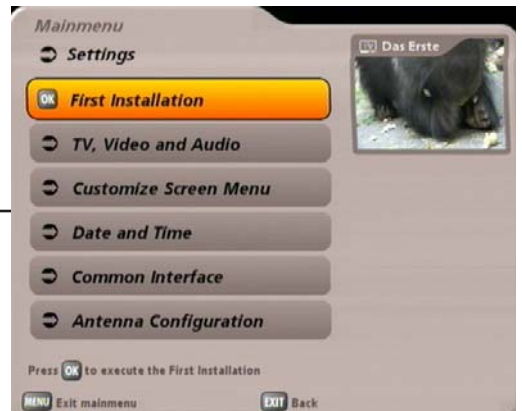 Mainmenu
Settings
TV Das Erste
OK First Installation
TV, Video and Audio
Customize Screen Menu
Date and Time
Common Interface
Antenna Configuration
Press OK to execute the First Installation
MENU Exit mainmenu EXIT Back